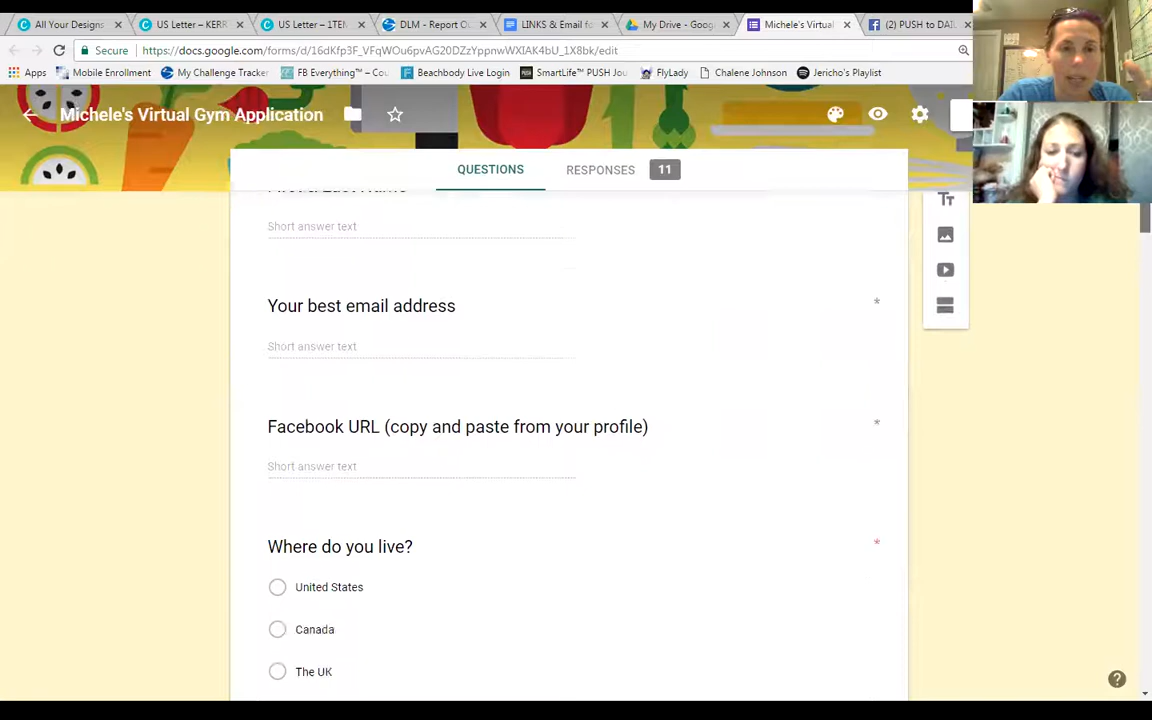 All Your Designs
US Letter – KERR
US Letter – 1TEN
DLM - Report O
LINKS & Email fo
My Drive - Goog
Michele's Virtual
(2) PUSH to DAIL
Secure
https://docs.google.com/forms/d/16dKfp3F_VFqWOu6pvAG20DZzYppnwWXIAK4bU_1X8bk/edit
Apps
Mobile Enrollment
My Challenge Tracker
FB Everything™ – Cou
Beachbody Live Login
SmartLife™ PUSH Jou
FlyLady
Chalene Johnson
Jericho's Playlist
Michele's Virtual Gym Application
QUESTIONS
RESPONSES 11
Short answer text
Your best email address *
Short answer text
Facebook URL (copy and paste from your profile) *
Short answer text
Where do you live? *
United States
Canada
The UK